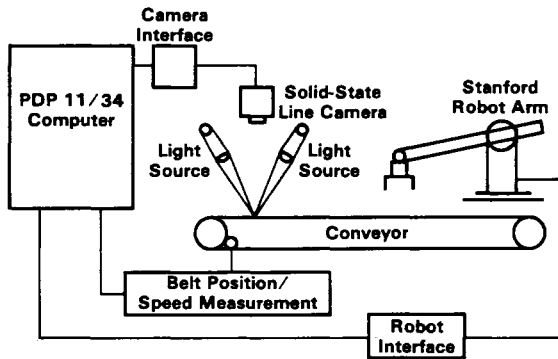 Camera
Interface
PDP 11/34
Computer
Solid-State
Line Camera
Stanford
Robot Arm
Light
Source
Light
Source
Conveyor
Belt Position/
Speed Measurement
Robot
Interface